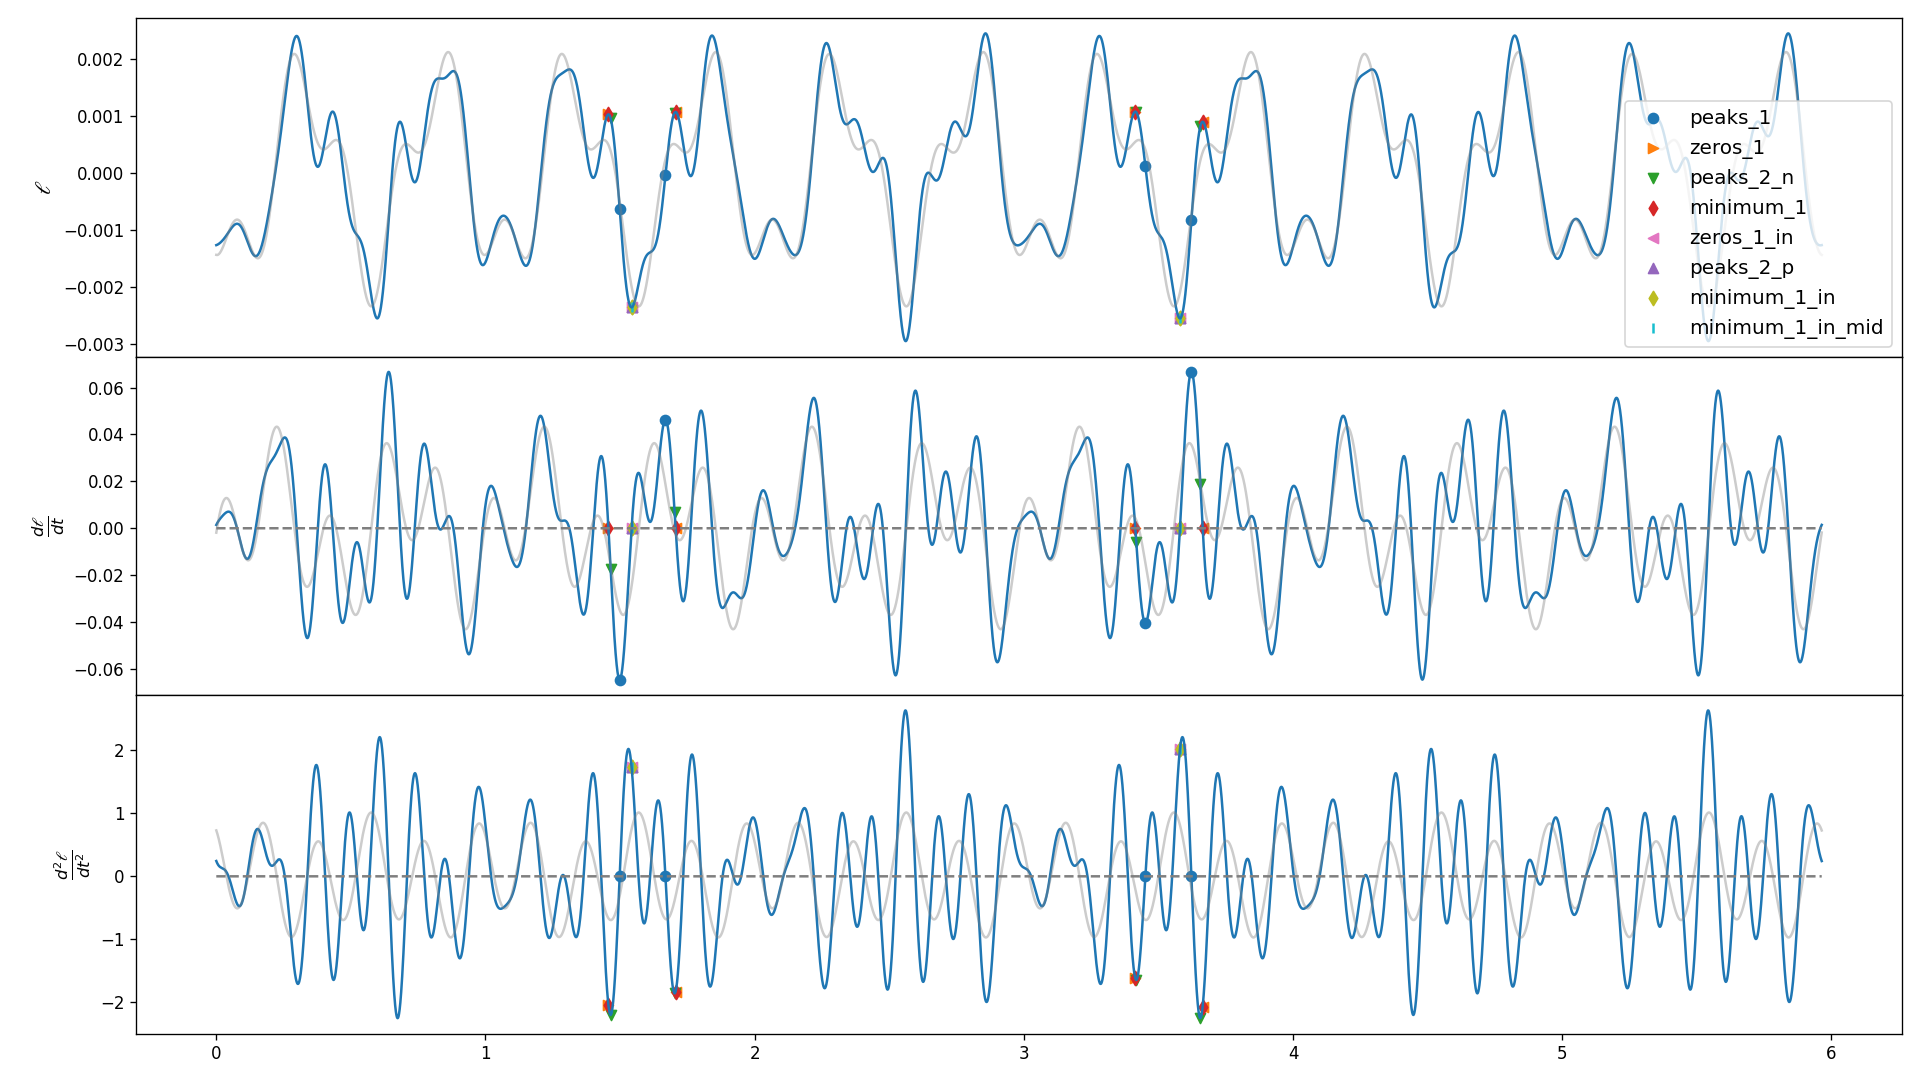 0.002
0.001
0.000
−0.001
−0.002
−0.003
ℓ
peaks_1
zeros_1
peaks_2_n
minimum_1
zeros_1_in
peaks_2_p
minimum_1_in
minimum_1_in_mid
0.06
0.04
0.02
0.00
−0.02
−0.04
−0.06
dℓ
dt
2
1
0
−1
−2
d²ℓ
dt²
0 1 2 3 4 5 6